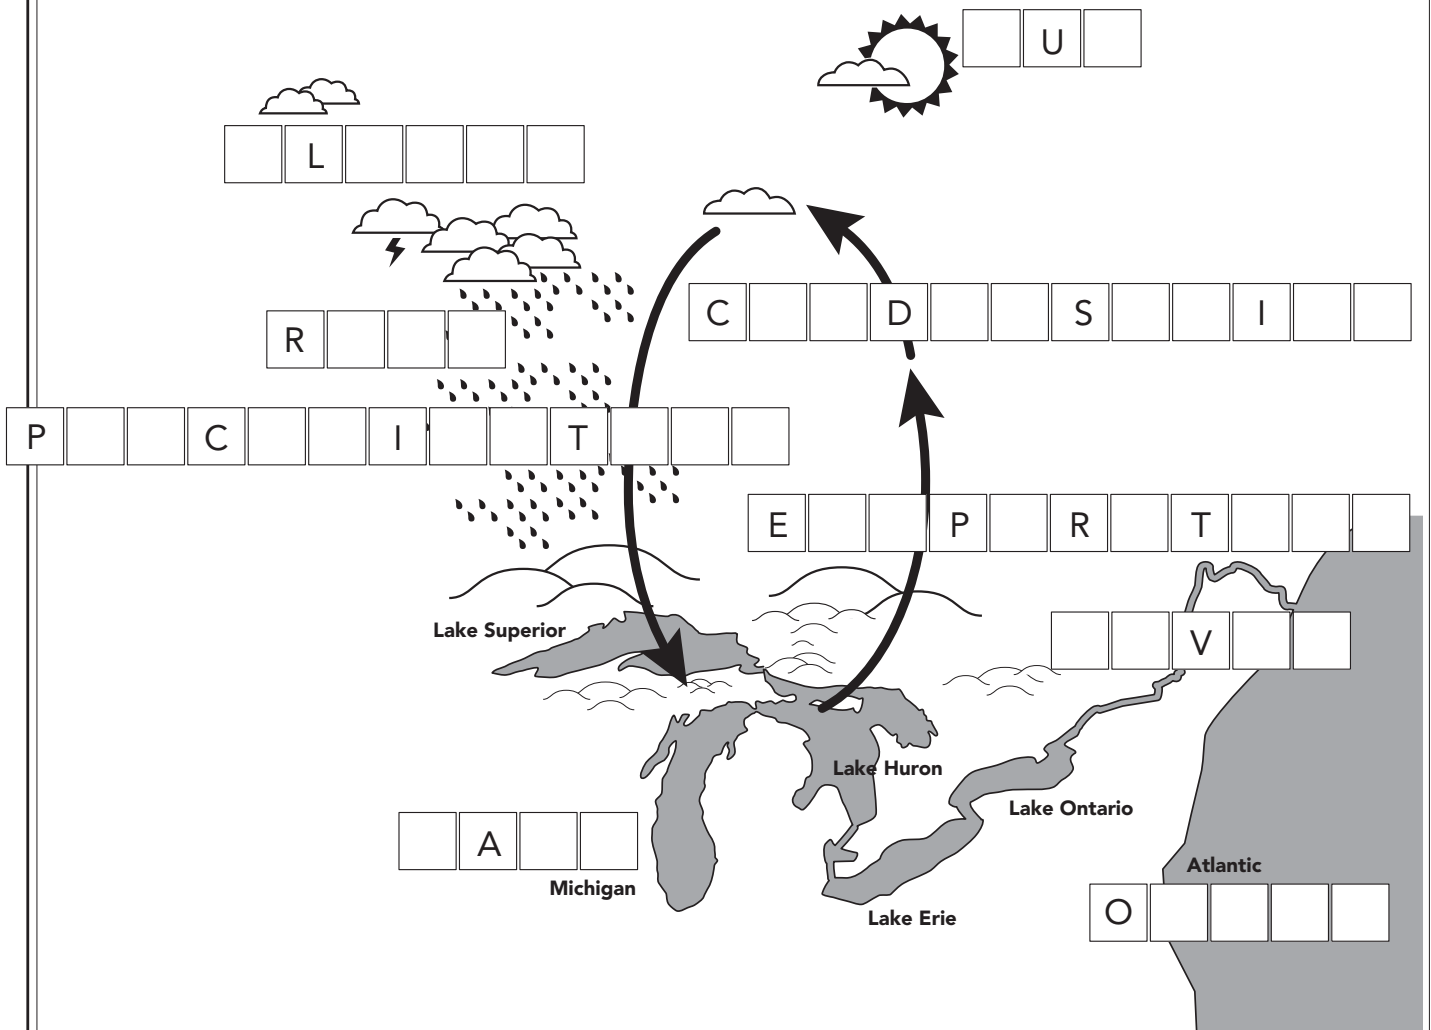 U
L
C D S I
R
P C I T
E P R T
Lake Superior
V
Lake Huron
Lake Ontario
A
Michigan
Atlantic
O
Lake Erie